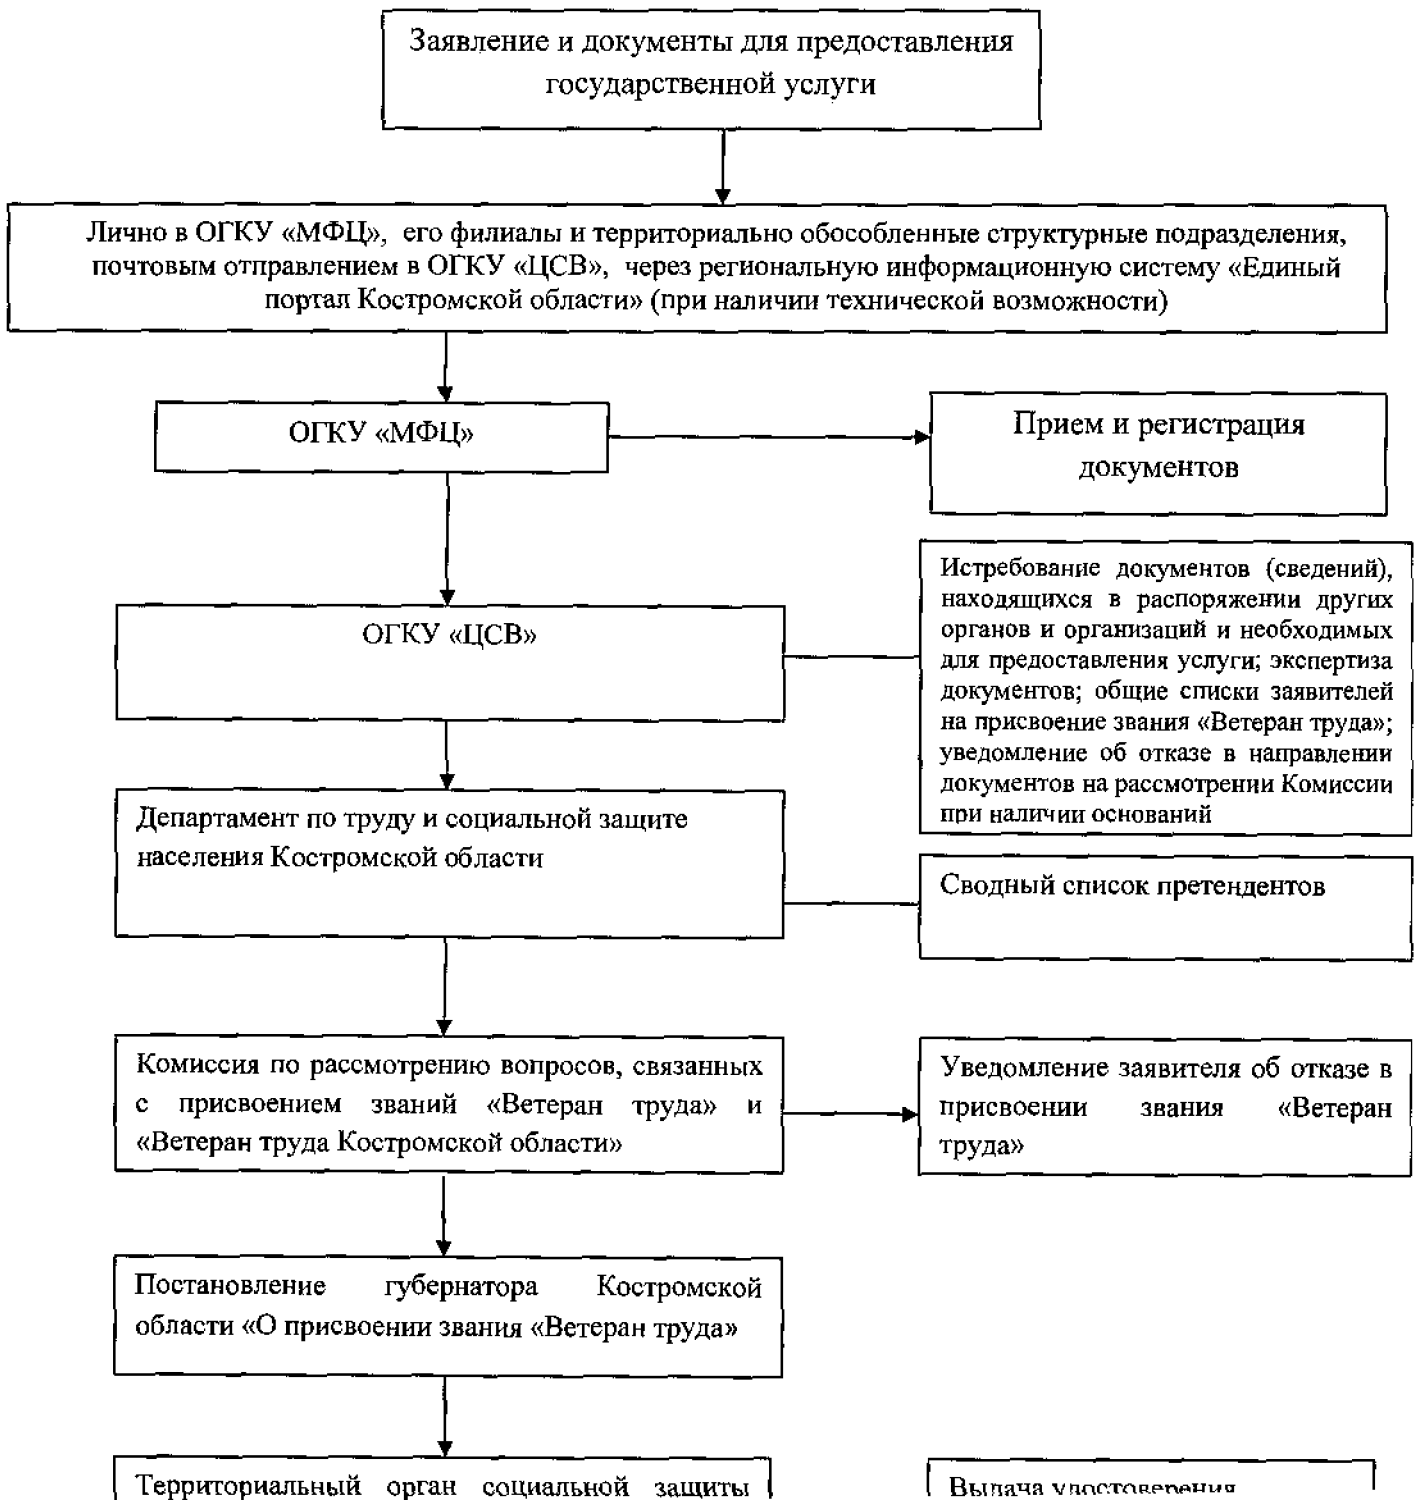 Заявление и документы для предоставления
государственной услуги
Лично в ОГКУ «МФЦ», его филиалы и территориально обособленные структурные подразделения,
почтовым отправлением в ОГКУ «ЦСВ», через региональную информационную систему «Единый
портал Костромской области» (при наличии технической возможности)
ОГКУ «МФЦ»
Прием и регистрация
документов
ОГКУ «ЦСВ»
Истребование документов (сведений),
находящихся в распоряжении других
органов и организаций и необходимых
для предоставления услуги; экспертиза
документов; общие списки заявителей
на присвоение звания «Ветеран труда»;
уведомление об отказе в направлении
документов на рассмотрении Комиссии
при наличии оснований
Департамент по труду и социальной защите
населения Костромской области
Сводный список претендентов
Комиссия по рассмотрению вопросов, связанных
с присвоением званий «Ветеран труда» и
«Ветеран труда Костромской области»
Уведомление заявителя об отказе в
присвоении звания «Ветеран
труда»
Постановление губернатора Костромской
области «О присвоении звания «Ветеран труда»
Территориальный орган социальной защиты
Выдача удостоверения